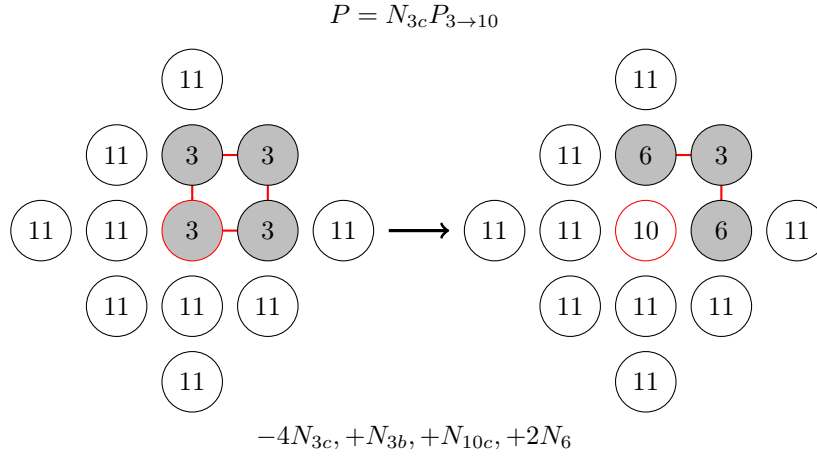 P = N_{3c}P_{3→10}
11 11
11 3 3 11 6 3
11 11 3 3 11 11 11 10 6 11
11 11 11 11 11 11
11 11
−4N_{3c}, +N_{3b}, +N_{10c}, +2N_6